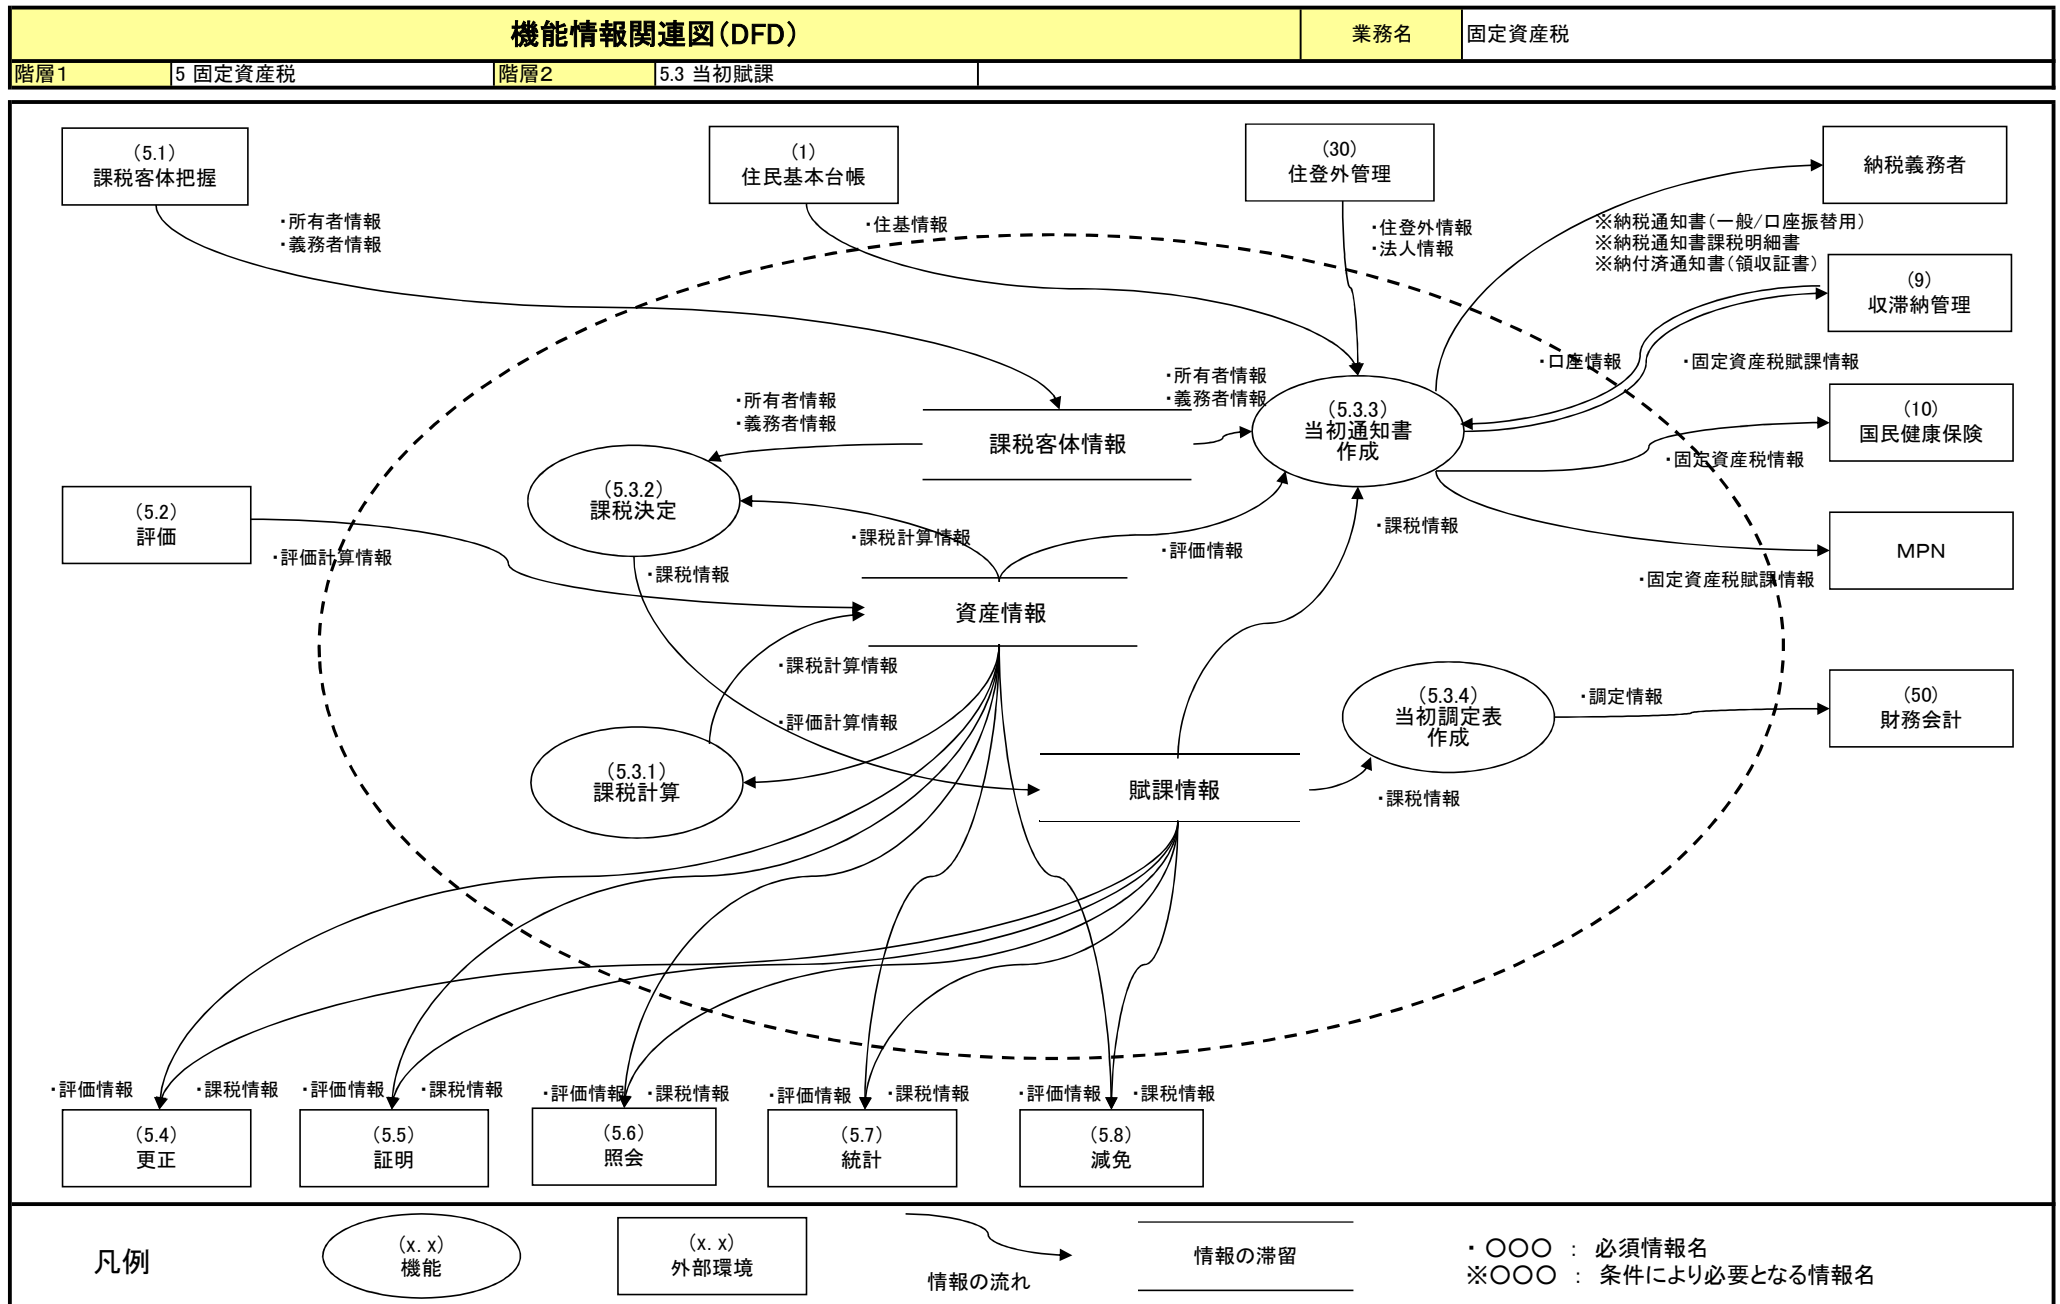 機能情報関連図(DFD)
業務名
固定資産税
階層1
5 固定資産税
階層2
5.3 当初賦課
(5.1)
課税客体把握
(1)
住民基本台帳
(30)
住登外管理
納税義務者
・所有者情報
・義務者情報
・住基情報
・住登外情報
・法人情報
※納税通知書(一般/口座振替用)
※納税通知書課税明細書
※納付済通知書(領収証書)
(9)
収滞納管理
・口座情報
・固定資産税賦課情報
・所有者情報
・義務者情報
・所有者情報
・義務者情報
課税客体情報
(5.3.3)
当初通知書
作成
(10)
国民健康保険
・固定資産税情報
(5.3.2)
課税決定
(5.2)
評価
・評価計算情報
・課税計算情報
・評価情報
・課税情報
・課税情報
MPN
・固定資産税賦課情報
資産情報
・課税計算情報
・評価計算情報
(5.3.1)
課税計算
賦課情報
(5.3.4)
当初調定表
作成
・調定情報
(50)
財務会計
・課税情報
・評価情報
・課税情報
・評価情報
・課税情報
・評価情報
・課税情報
・評価情報
・課税情報
・評価情報
・課税情報
(5.4)
更正
(5.5)
証明
(5.6)
照会
(5.7)
統計
(5.8)
減免
凡例
(x.x)
機能
(x.x)
外部環境
情報の流れ
情報の滞留
・ 〇〇〇 : 必須情報名
※〇〇〇 : 条件により必要となる情報名